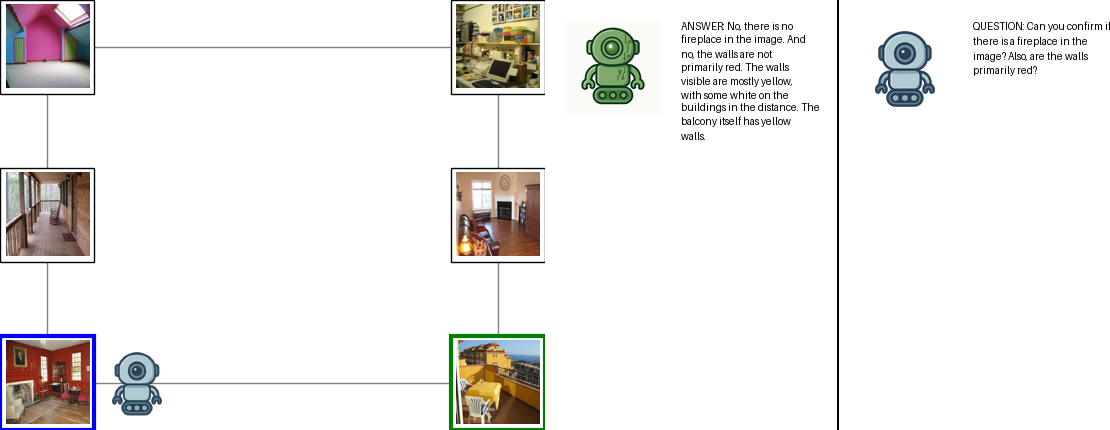 ANSWER: No, there is no
fireplace in the image. And
no, the walls are not
primarily red. The walls
visible are mostly yellow,
with some white on the
buildings in the distance. The
balcony itself has yellow
walls.
QUESTION: Can you confirm if
there is a fireplace in the
image? Also, are the walls
primarily red?